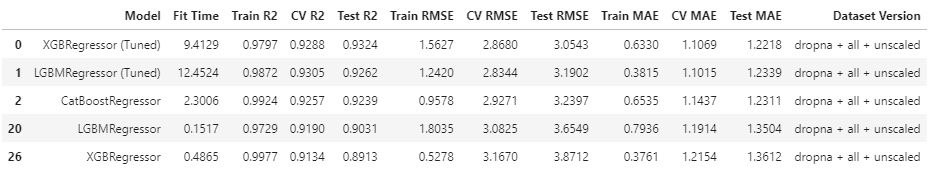 Model Fit Time Train R2 CV R2 Test R2 Train RMSE CV RMSE Test RMSE Train MAE CV MAE Test MAE Dataset Version
0 XGBRegressor (Tuned) 9.4129 0.9797 0.9288 0.9324 1.5627 2.8680 3.0543 0.6330 1.1069 1.2218 dropna + all + unscaled
1 LGBMRegressor (Tuned) 12.4524 0.9872 0.9305 0.9262 1.2420 2.8344 3.1902 0.3815 1.1015 1.2339 dropna + all + unscaled
2 CatBoostRegressor 2.3006 0.9924 0.9257 0.9239 0.9578 2.9271 3.2397 0.6535 1.1437 1.2311 dropna + all + unscaled
20 LGBMRegressor 0.1517 0.9729 0.9190 0.9031 1.8035 3.0825 3.6549 0.7936 1.1914 1.3504 dropna + all + unscaled
26 XGBRegressor 0.4865 0.9977 0.9134 0.8913 0.5278 3.1670 3.8712 0.3761 1.2154 1.3612 dropna + all + unscaled